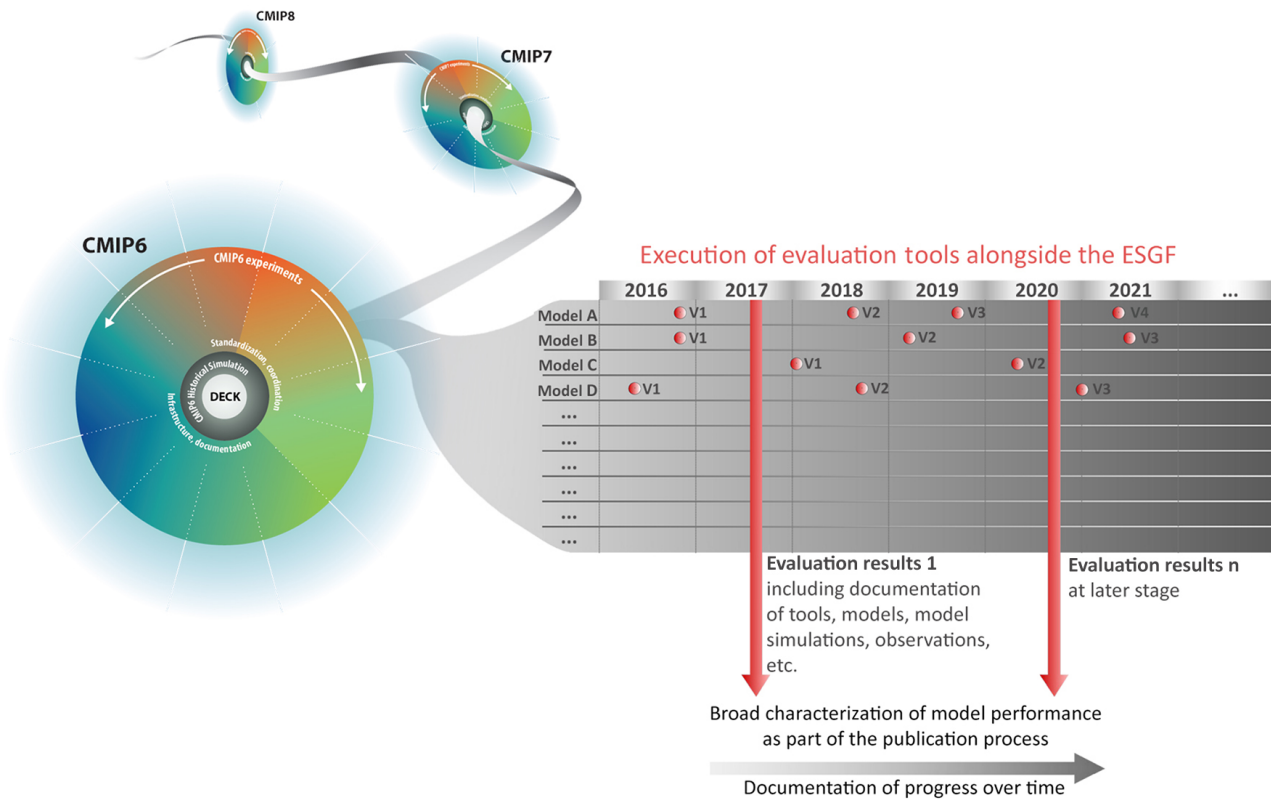 CMIP8
CMIP7
CMIP7 experiments
CMIP6
CMIP6 experiments
Standardization, coordination
CMIP6 Historical Simulation
DECK
Infrastructure, documentation
Execution of evaluation tools alongside the ESGF
2016 2017 2018 2019 2020 2021 ...
Model A V1 V2 V3 V4
Model B V1 V2 V3
Model C V1 V2
Model D V1 V2 V3
...
...
...
...
...
...
Evaluation results 1
including documentation
of tools, models, model
simulations, observations,
etc.
Evaluation results n
at later stage
Broad characterization of model performance
as part of the publication process
Documentation of progress over time